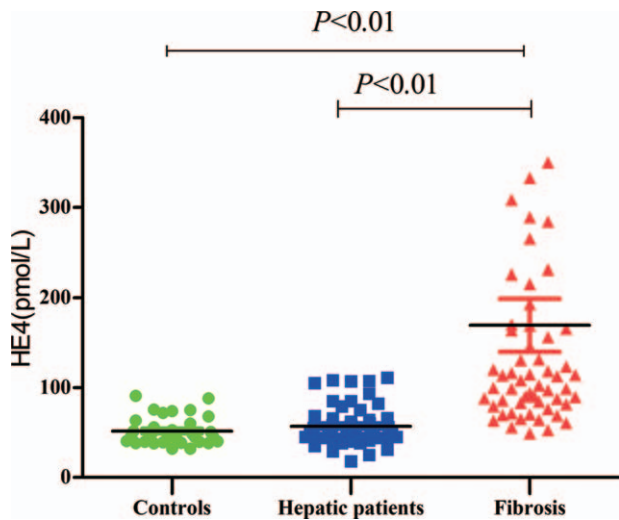 P<0.01
P<0.01
400
300
200
100
0
HE4(pmol/L)
Controls Hepatic patients Fibrosis